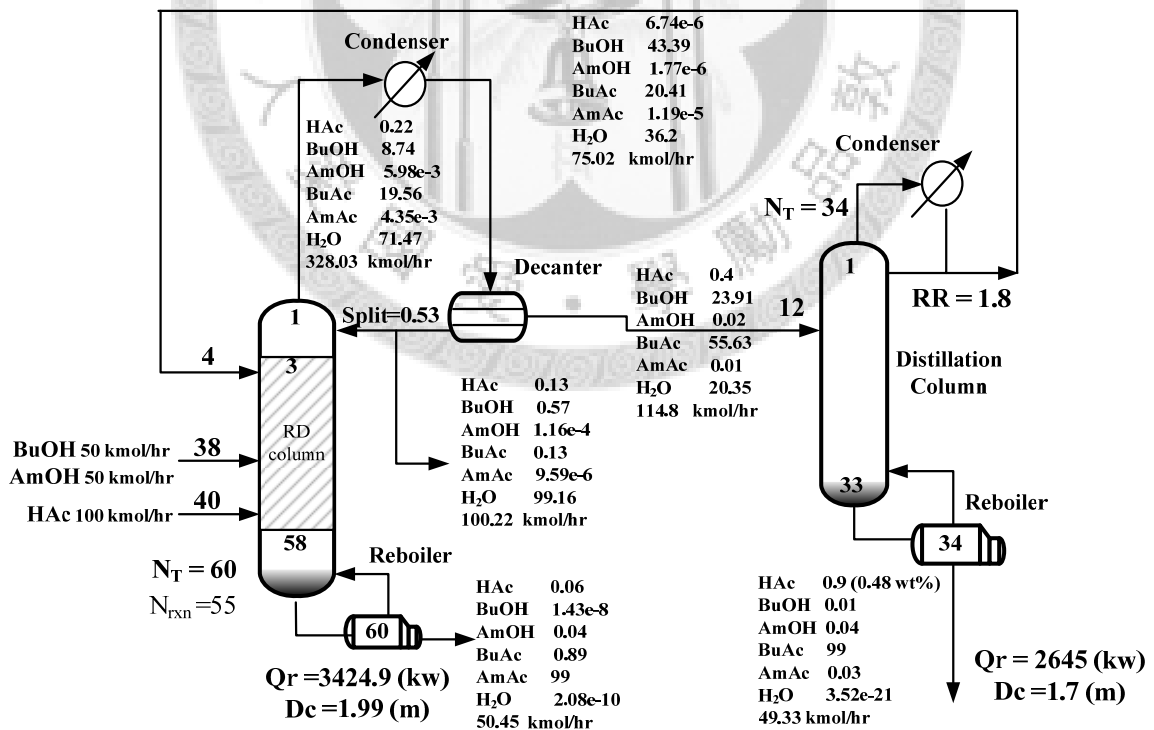 Condenser
HAc 0.22
BuOH 8.74
AmOH 5.98e-3
BuAc 19.56
AmAc 4.35e-3
H₂O 71.47
328.03 kmol/hr
HAc 6.74e-6
BuOH 43.39
AmOH 1.77e-6
BuAc 20.41
AmAc 1.19e-5
H₂O 36.2
75.02 kmol/hr
Condenser
N_T = 34
1
RR = 1.8
Decanter
Split=0.53
HAc 0.4
BuOH 23.91
AmOH 0.02
BuAc 55.63
AmAc 0.01
H₂O 20.35
114.8 kmol/hr
12
Distillation
Column
33
Reboiler
34
1
4
3
RD
column
BuOH 50 kmol/hr
AmOH 50 kmol/hr
38
HAc 100 kmol/hr
40
58
N_T = 60
N_rxn =55
HAc 0.13
BuOH 0.57
AmOH 1.16e-4
BuAc 0.13
AmAc 9.59e-6
H₂O 99.16
100.22 kmol/hr
Reboiler
60
Qr =3424.9 (kw)
Dc =1.99 (m)
HAc 0.06
BuOH 1.43e-8
AmOH 0.04
BuAc 0.89
AmAc 99
H₂O 2.08e-10
50.45 kmol/hr
HAc 0.9 (0.48 wt%)
BuOH 0.01
AmOH 0.04
BuAc 99
AmAc 0.03
H₂O 3.52e-21
49.33 kmol/hr
Qr = 2645 (kw)
Dc =1.7 (m)
敦
品
勵
學